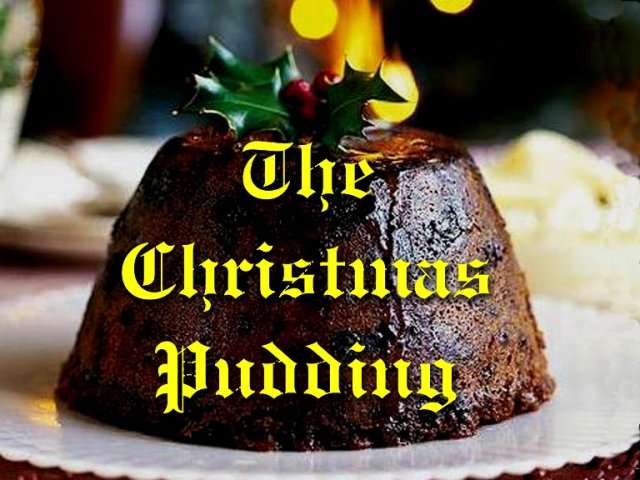 The
Christmas
Pudding